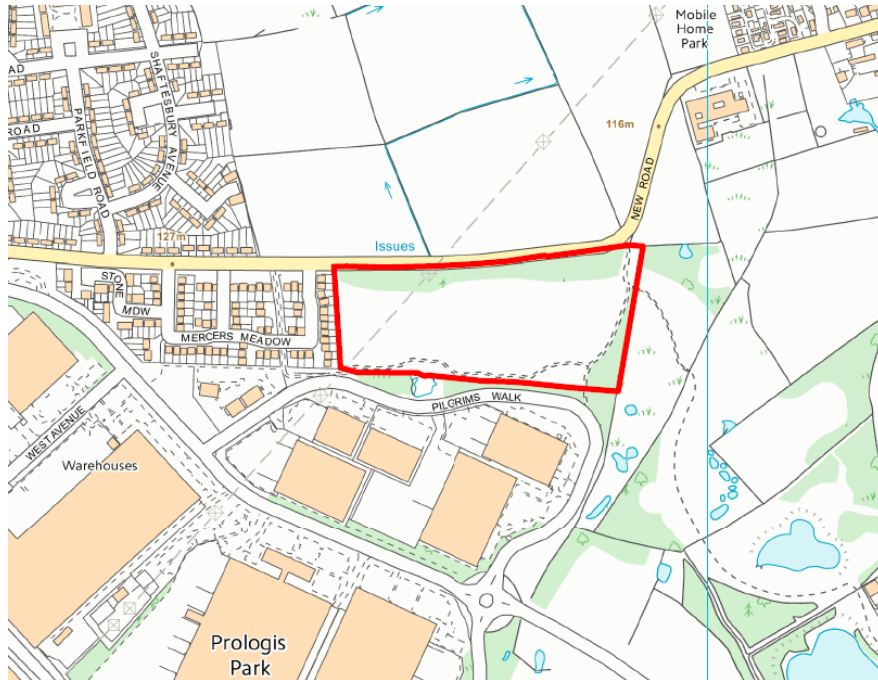 Mobile
Home
Park
SHAFTESBURY AVENUE
PARKFIELD ROAD
ROAD
116m
NEW ROAD
127m
Issues
STONE
MDW
MERCERS MEADOW
PILGRIMS WALK
WEST AVENUE
Warehouses
Prologis
Park